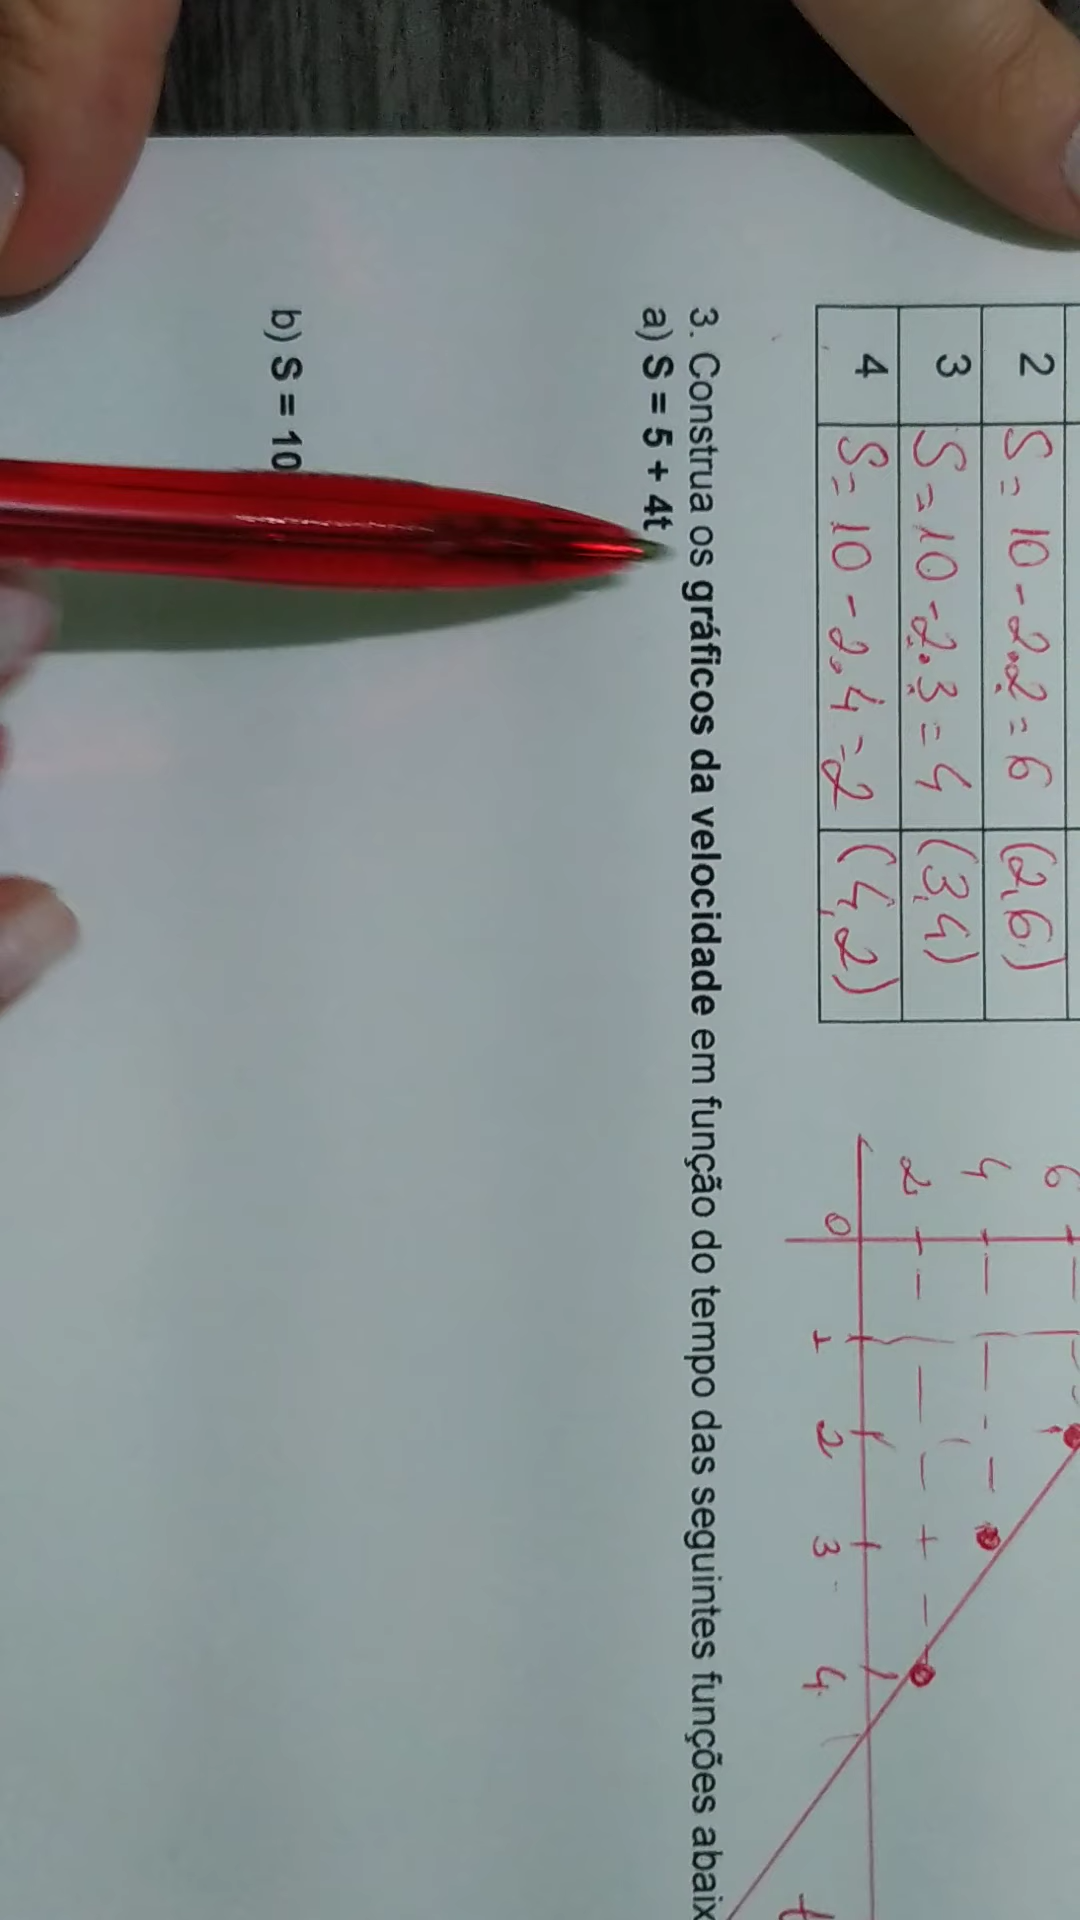 2 S = 10 - 2.2 = 6 (2,6)
3 S = 10 - 2.3 = 4 (3,4)
4 S = 10 - 2.4 = 2 (4,2)
6
4
2
0 1 2 3 4 t
3. Construa os gráficos da velocidade em função do tempo das seguintes funções abaix
a) S = 5 + 4t
b) S = 10